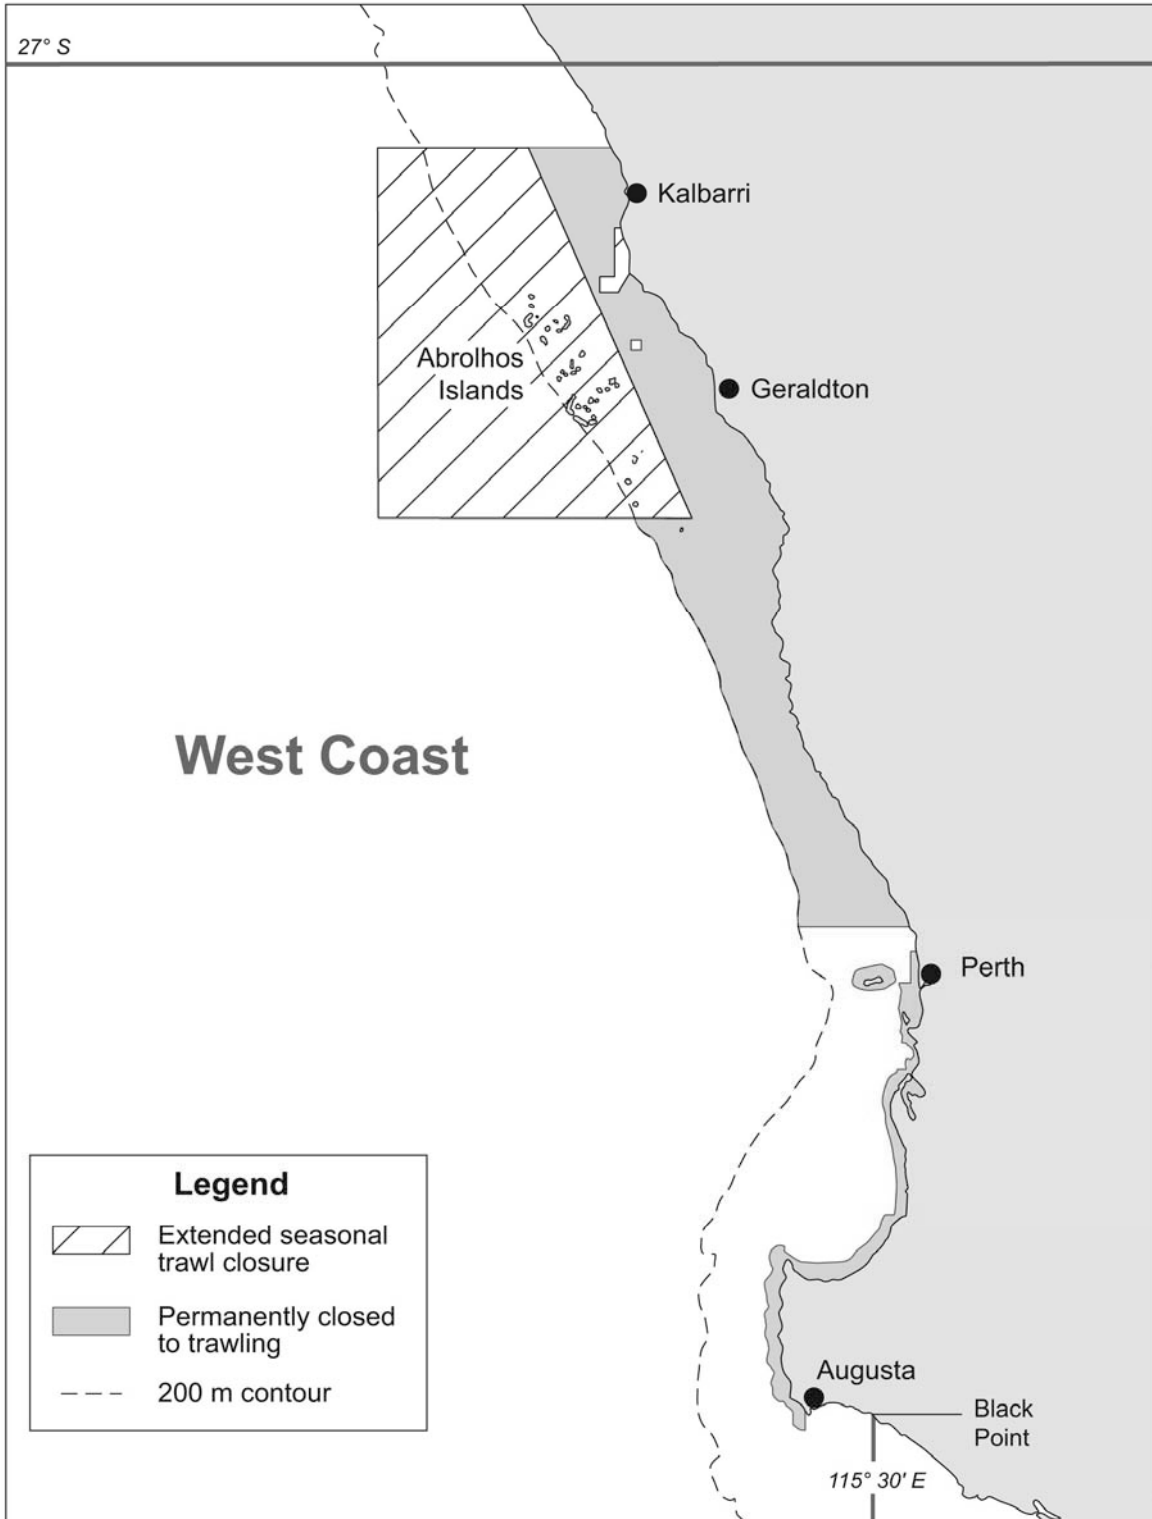 27° S
Kalbarri
Abrolhos
Islands
Geraldton
West Coast
Perth
Legend
Extended seasonal
trawl closure
Permanently closed
to trawling
200 m contour
Augusta
Black
Point
115° 30' E